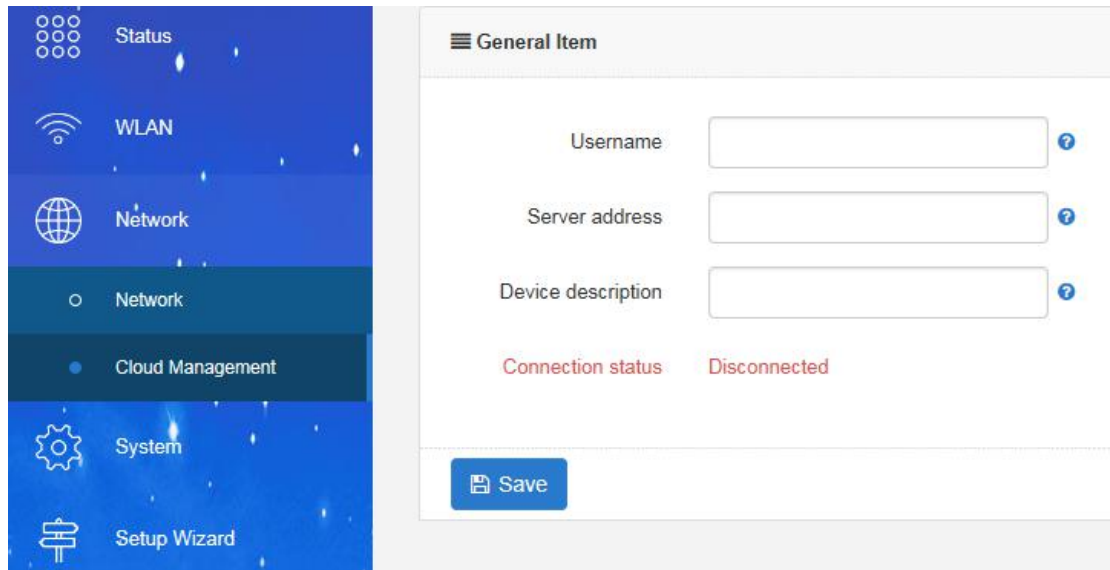 Status
WLAN
Network
Network
Cloud Management
System
Setup Wizard
General Item
Username
Server address
Device description
Connection status Disconnected
Save